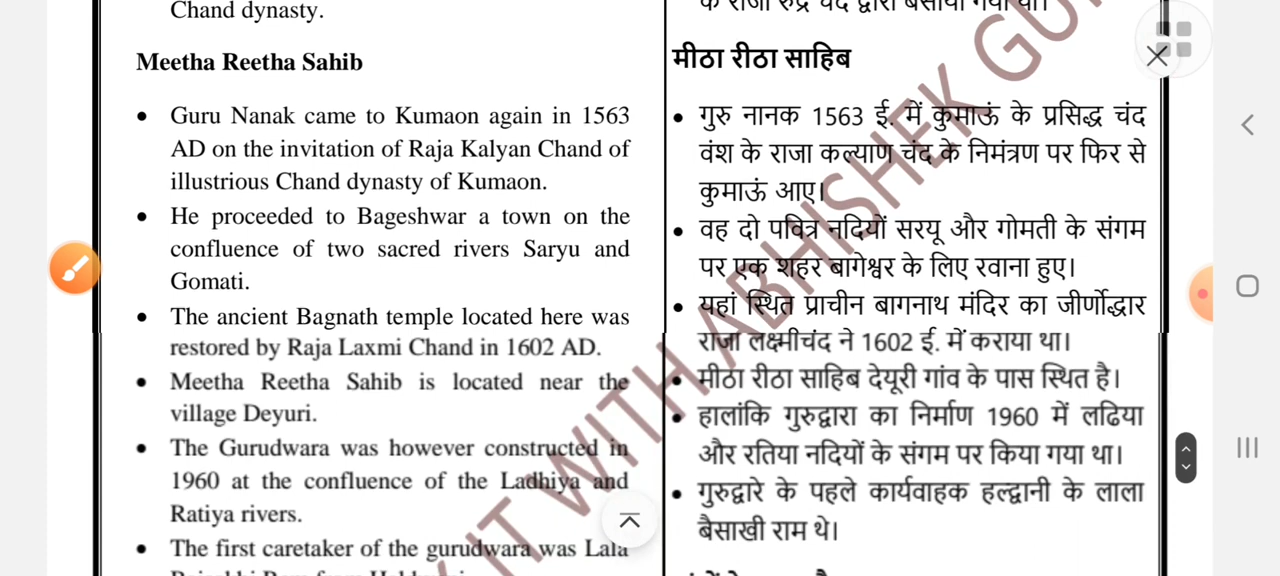 Chand dynasty.
Meetha Reetha Sahib
• Guru Nanak came to Kumaon again in 1563
AD on the invitation of Raja Kalyan Chand of
illustrious Chand dynasty of Kumaon.
• He proceeded to Bageshwar a town on the
confluence of two sacred rivers Saryu and
Gomati.
• The ancient Bagnath temple located here was
restored by Raja Laxmi Chand in 1602 AD.
• Meetha Reetha Sahib is located near the
village Deyuri.
• The Gurudwara was however constructed in
1960 at the confluence of the Ladhiya and
Ratiya rivers.
• The first caretaker of the gurudwara was Lala
के राजा रुद्र चंद द्वारा बसाया गया था।
मीठा रीठा साहिब
• गुरु नानक 1563 ई. में कुमाऊं के प्रसिद्ध चंद
वंश के राजा कल्याण चंद के निमंत्रण पर फिर से
कुमाऊं आए।
• वह दो पवित्र नदियों सरयू और गोमती के संगम
पर एक शहर बागेश्वर के लिए रवाना हुए।
• यहां स्थित प्राचीन बागनाथ मंदिर का जीर्णोद्धार
राजा लक्ष्मीचंद ने 1602 ई. में कराया था।
• मीठा रीठा साहिब देयूरी गांव के पास स्थित है।
• हालांकि गुरुद्वारा का निर्माण 1960 में लढिया
और रतिया नदियों के संगम पर किया गया था।
• गुरुद्वारे के पहले कार्यवाहक हल्द्वानी के लाला
बैसाखी राम थे।
IT WITH ABHISHEK